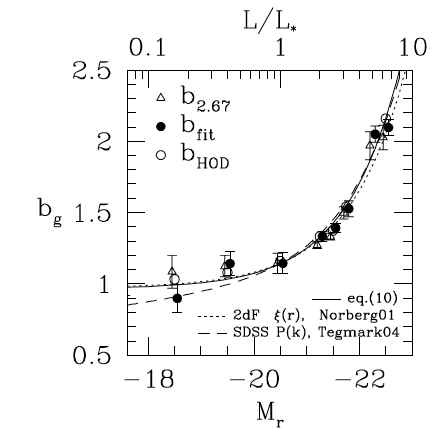 L/L*
0.1 1 10
2.5
2
1.5
1
0.5
b_g
△ b_2.67
● b_fit
○ b_HOD
eq.(10)
2dF ξ(r), Norberg01
SDSS P(k), Tegmark04
−18 −20 −22
M_r